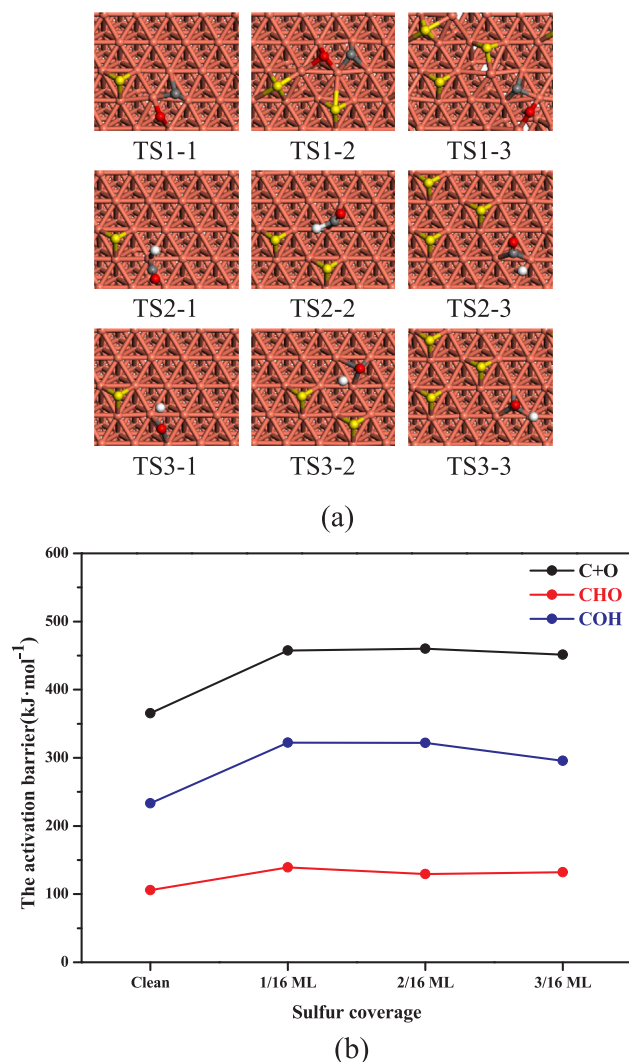 TS1-1 TS1-2 TS1-3
TS2-1 TS2-2 TS2-3
TS3-1 TS3-2 TS3-3
(a)
600
500
400
300
200
100
0
The activation barrier(kJ·mol⁻¹)
C+O
CHO
COH
Clean 1/16 ML 2/16 ML 3/16 ML
Sulfur coverage
(b)